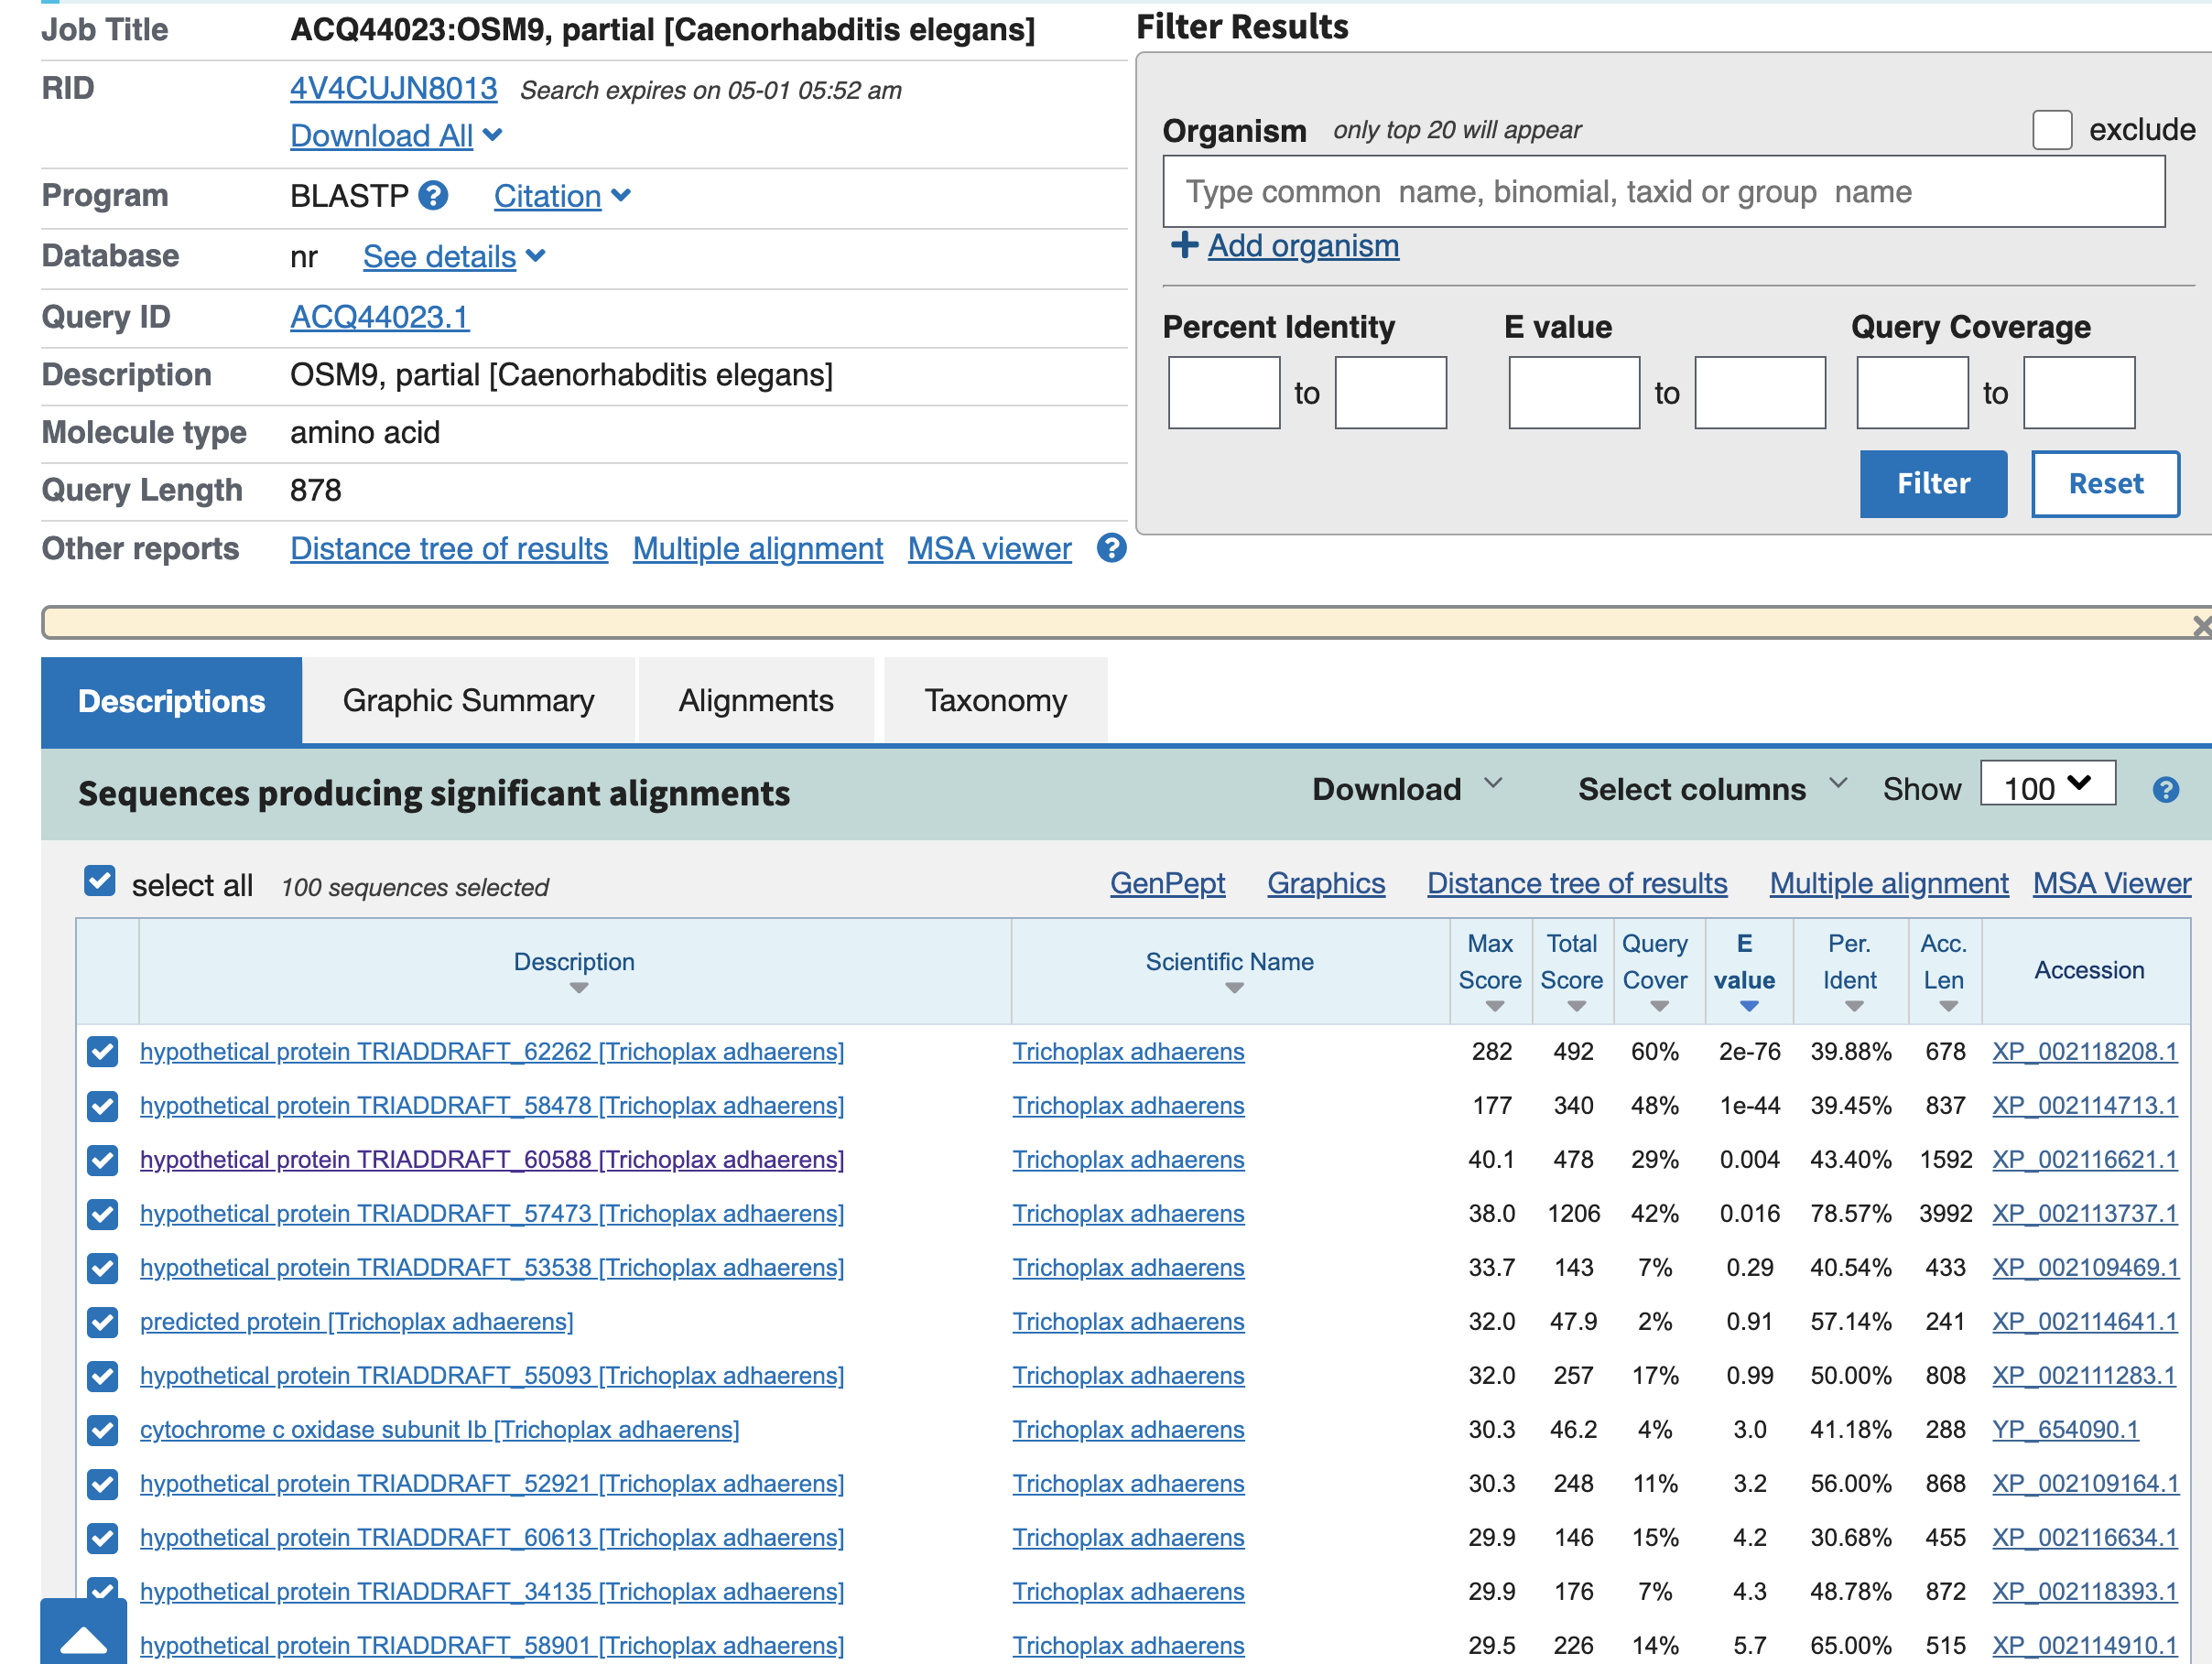 Job Title ACQ44023:OSM9, partial [Caenorhabditis elegans]
RID 4V4CUJN8013 Search expires on 05-01 05:52 am
Download All
Program BLASTP ? Citation
Database nr See details
Query ID ACQ44023.1
Description OSM9, partial [Caenorhabditis elegans]
Molecule type amino acid
Query Length 878
Other reports Distance tree of results Multiple alignment MSA viewer ?
Filter Results
Organism only top 20 will appear exclude
Type common name, binomial, taxid or group name
+ Add organism
Percent Identity E value Query Coverage
to to to
Filter Reset
Descriptions Graphic Summary Alignments Taxonomy
Sequences producing significant alignments Download Select columns Show 100 ?
select all 100 sequences selected GenPept Graphics Distance tree of results Multiple alignment MSA Viewer
Description Scientific Name Max Score Total Score Query Cover E value Per. Ident Acc. Len Accession
hypothetical protein TRIADDRAFT_62262 [Trichoplax adhaerens] Trichoplax adhaerens 282 492 60% 2e-76 39.88% 678 XP_002118208.1
hypothetical protein TRIADDRAFT_58478 [Trichoplax adhaerens] Trichoplax adhaerens 177 340 48% 1e-44 39.45% 837 XP_002114713.1
hypothetical protein TRIADDRAFT_60588 [Trichoplax adhaerens] Trichoplax adhaerens 40.1 478 29% 0.004 43.40% 1592 XP_002116621.1
hypothetical protein TRIADDRAFT_57473 [Trichoplax adhaerens] Trichoplax adhaerens 38.0 1206 42% 0.016 78.57% 3992 XP_002113737.1
hypothetical protein TRIADDRAFT_53538 [Trichoplax adhaerens] Trichoplax adhaerens 33.7 143 7% 0.29 40.54% 433 XP_002109469.1
predicted protein [Trichoplax adhaerens] Trichoplax adhaerens 32.0 47.9 2% 0.91 57.14% 241 XP_002114641.1
hypothetical protein TRIADDRAFT_55093 [Trichoplax adhaerens] Trichoplax adhaerens 32.0 257 17% 0.99 50.00% 808 XP_002111283.1
cytochrome c oxidase subunit Ib [Trichoplax adhaerens] Trichoplax adhaerens 30.3 46.2 4% 3.0 41.18% 288 YP_654090.1
hypothetical protein TRIADDRAFT_52921 [Trichoplax adhaerens] Trichoplax adhaerens 30.3 248 11% 3.2 56.00% 868 XP_002109164.1
hypothetical protein TRIADDRAFT_60613 [Trichoplax adhaerens] Trichoplax adhaerens 29.9 146 15% 4.2 30.68% 455 XP_002116634.1
hypothetical protein TRIADDRAFT_34135 [Trichoplax adhaerens] Trichoplax adhaerens 29.9 176 7% 4.3 48.78% 872 XP_002118393.1
hypothetical protein TRIADDRAFT_58901 [Trichoplax adhaerens] Trichoplax adhaerens 29.5 226 14% 5.7 65.00% 515 XP_002114910.1